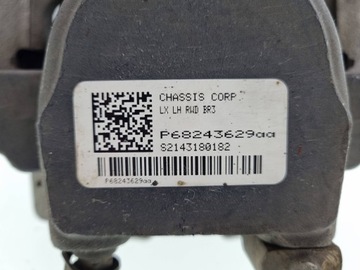 CHASSIS CORP.
LX LH RWD BR3
P68243629aa
S2143180182
P68243629aa